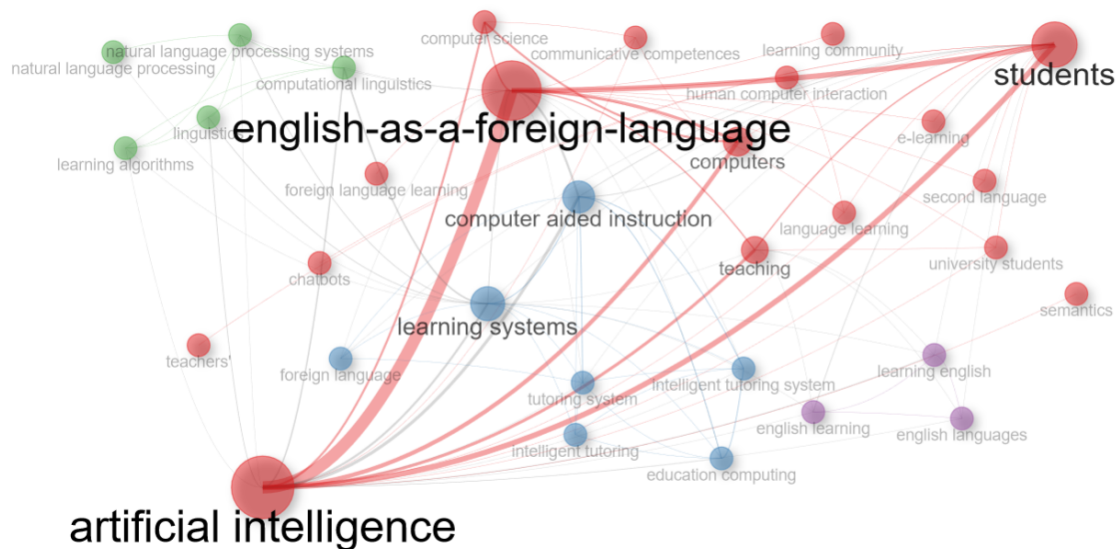 computer science
communicative competences
learning community
students
natural language processing systems
natural language processing
computational linguistics
human computer interaction
linguistics
english-as-a-foreign-language
e-learning
learning algorithms
computers
foreign language learning
second language
computer aided instruction
language learning
chatbots
teaching
university students
learning systems
semantics
teachers'
foreign language
learning english
tutoring system
intelligent tutoring system
english learning
english languages
intelligent tutoring
education computing
artificial intelligence